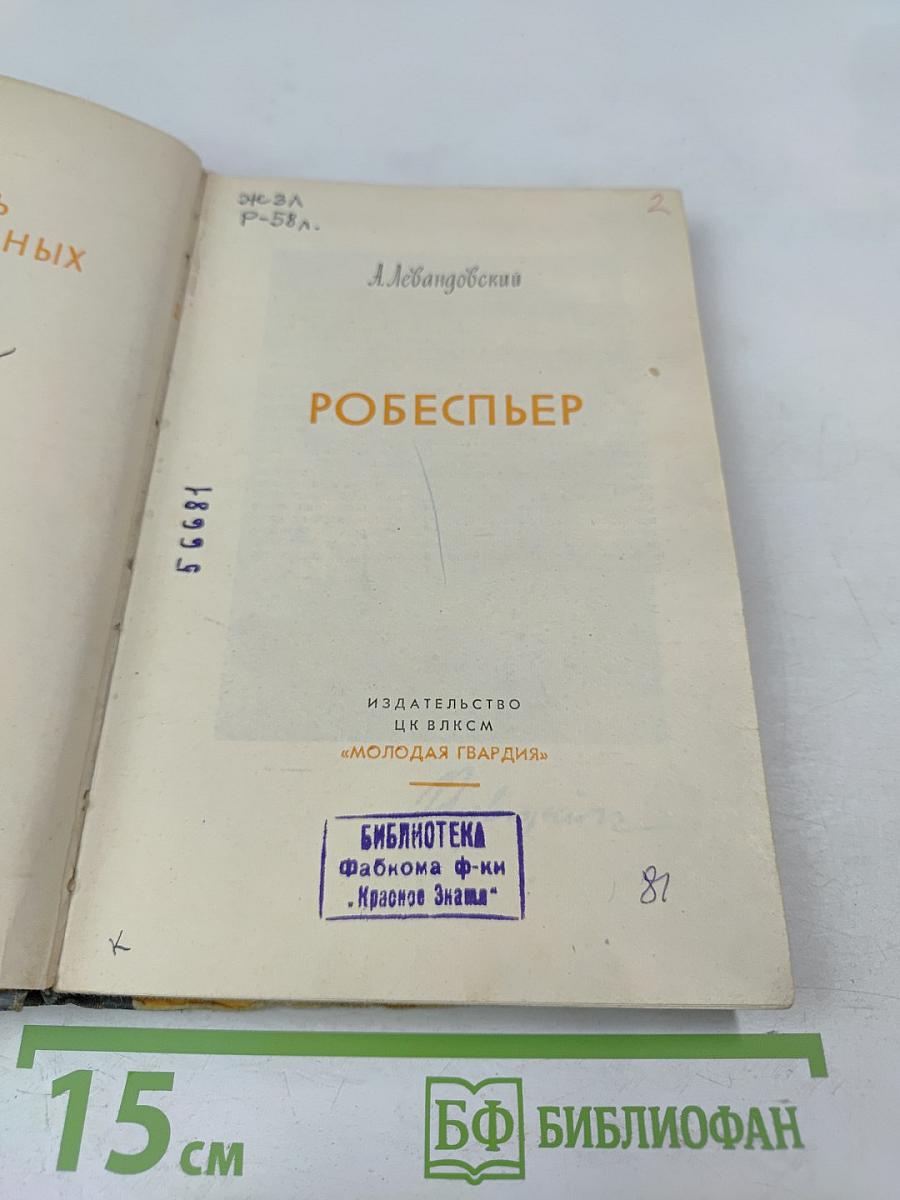 Ь
НЫХ
ЖЗЛ
Р-58л.
2
А. Левандовский
РОБЕСПЬЕР
56681
ИЗДАТЕЛЬСТВО
ЦК ВЛКСМ
«МОЛОДАЯ ГВАРДИЯ»
БИБЛИОТЕКА
Фабкома ф-ки
„Красное Знамя"
81
К
15 см
БФ БИБЛИОФАН